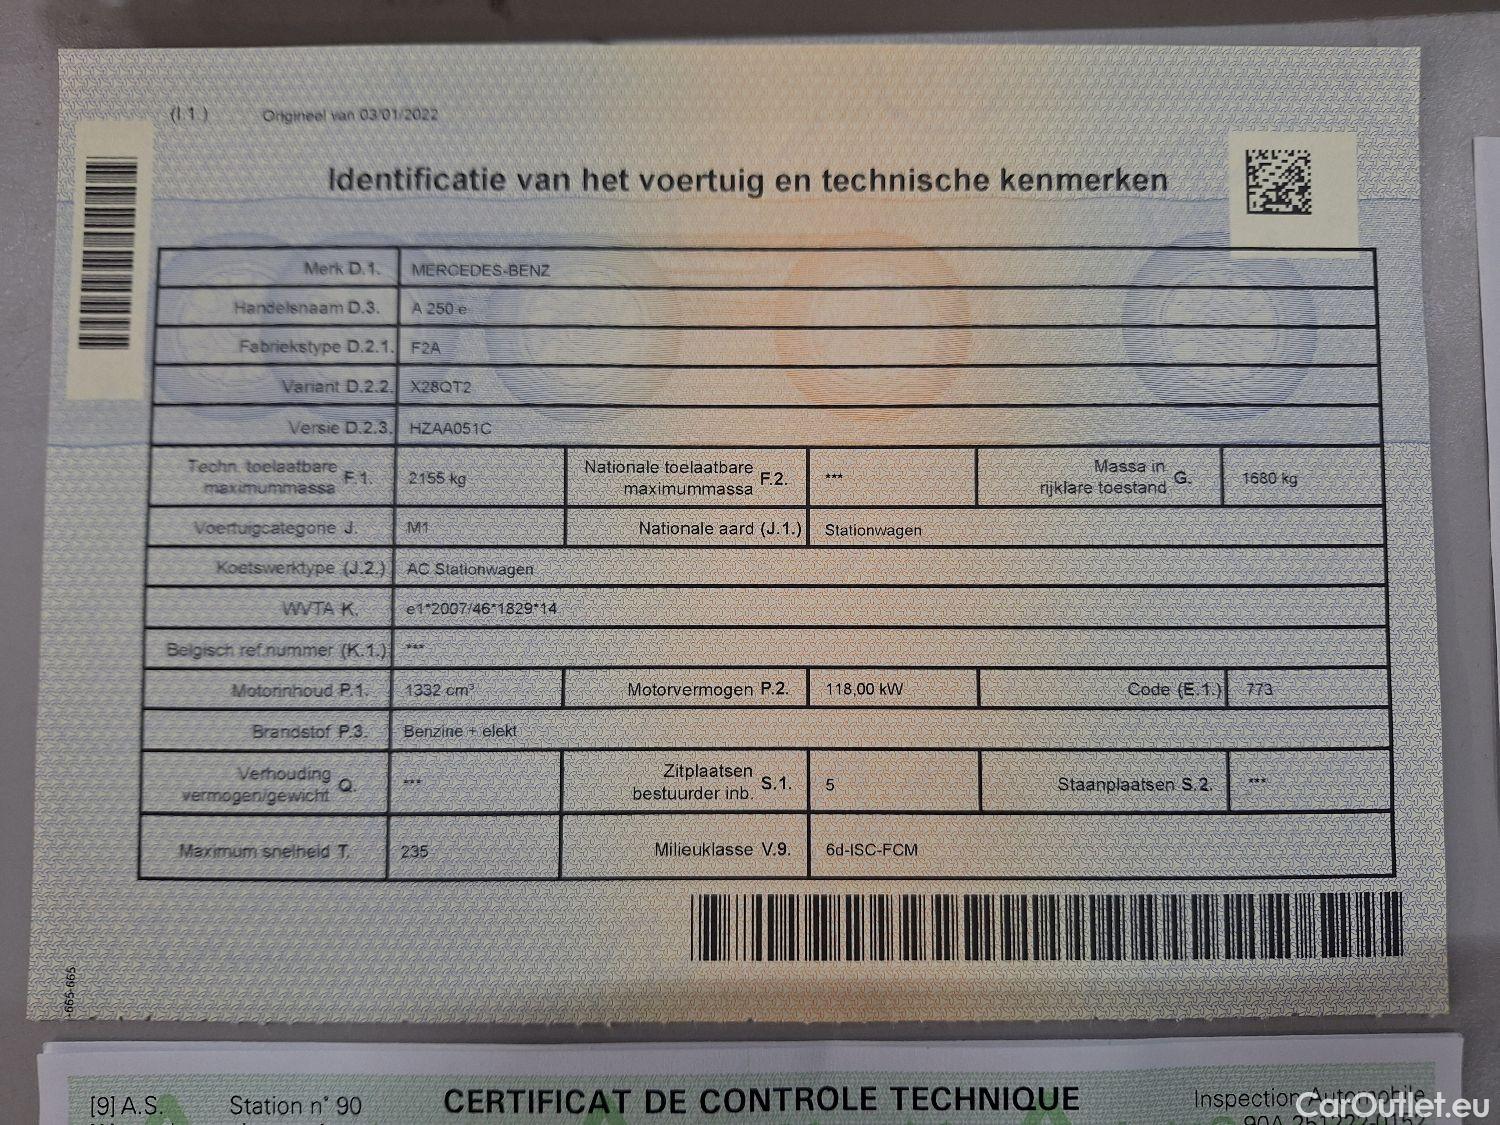 (I.1.) Origineel van 03/01/2022
Identificatie van het voertuig en technische kenmerken
Merk D.1. MERCEDES-BENZ
Handelsnaam D.3. A 250 e
Fabriekstype D.2.1. F2A
Variant D.2.2. X28QT2
Versie D.2.3. HZAA051C
Techn. toelaatbare maximummassa F.1. 2155 kg Nationale toelaatbare maximummassa F.2. *** Massa in rijklare toestand G. 1680 kg
Voertuigcategorie J. M1 Nationale aard (J.1.) Stationwagen
Koetswerktype (J.2.) AC Stationwagen
WVTA K. e1*2007/46*1829*14
Belgisch ref.nummer (K.1.) ***
Motorinhoud P.1. 1332 cm³ Motorvermogen P.2. 118,00 kW Code (E.1.) 773
Brandstof P.3. Benzine + elekt
Verhouding vermogen/gewicht Q. *** Zitplaatsen bestuurder inb. S.1. 5 Staanplaatsen S.2. ***
Maximum snelheid T. 235 Milieuklasse V.9. 6d-ISC-FCM
-665-665
[9] A.S. Station n° 90 CERTIFICAT DE CONTROLE TECHNIQUE Inspection Automobile
CarOutlet.eu